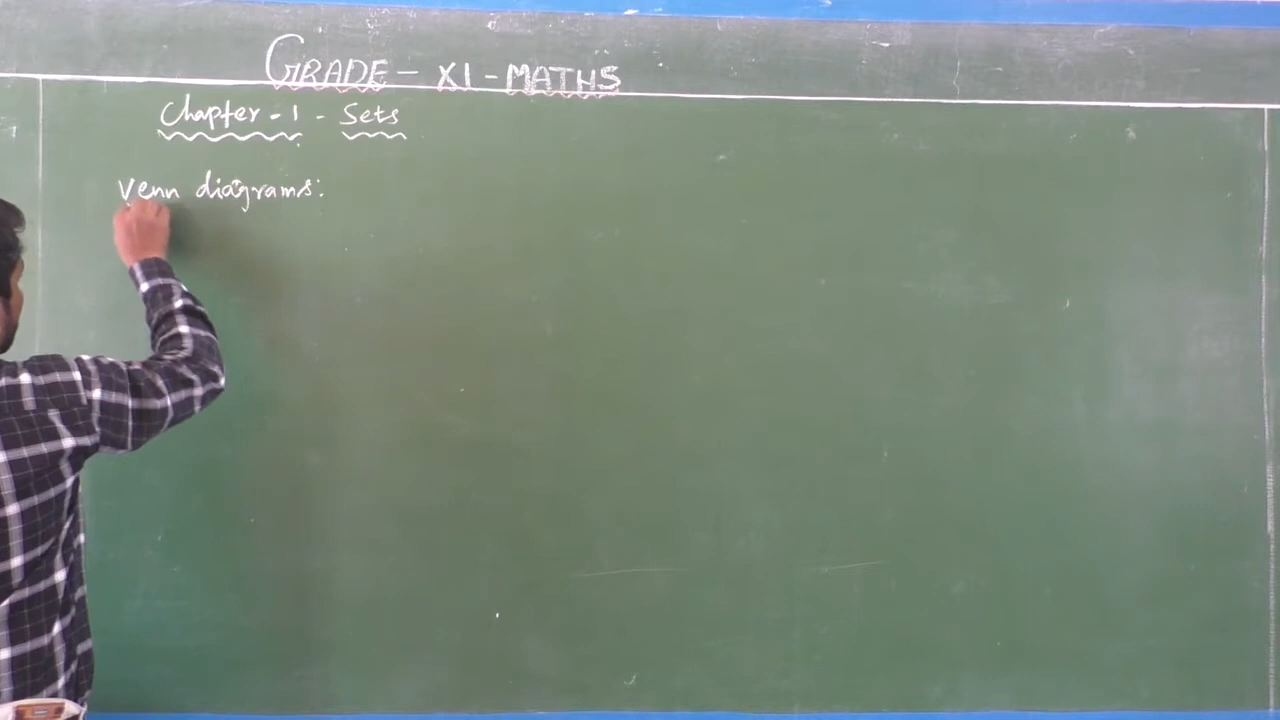 GRADE - XI - MATHS
Chapter - 1 - Sets
Venn diagrams: